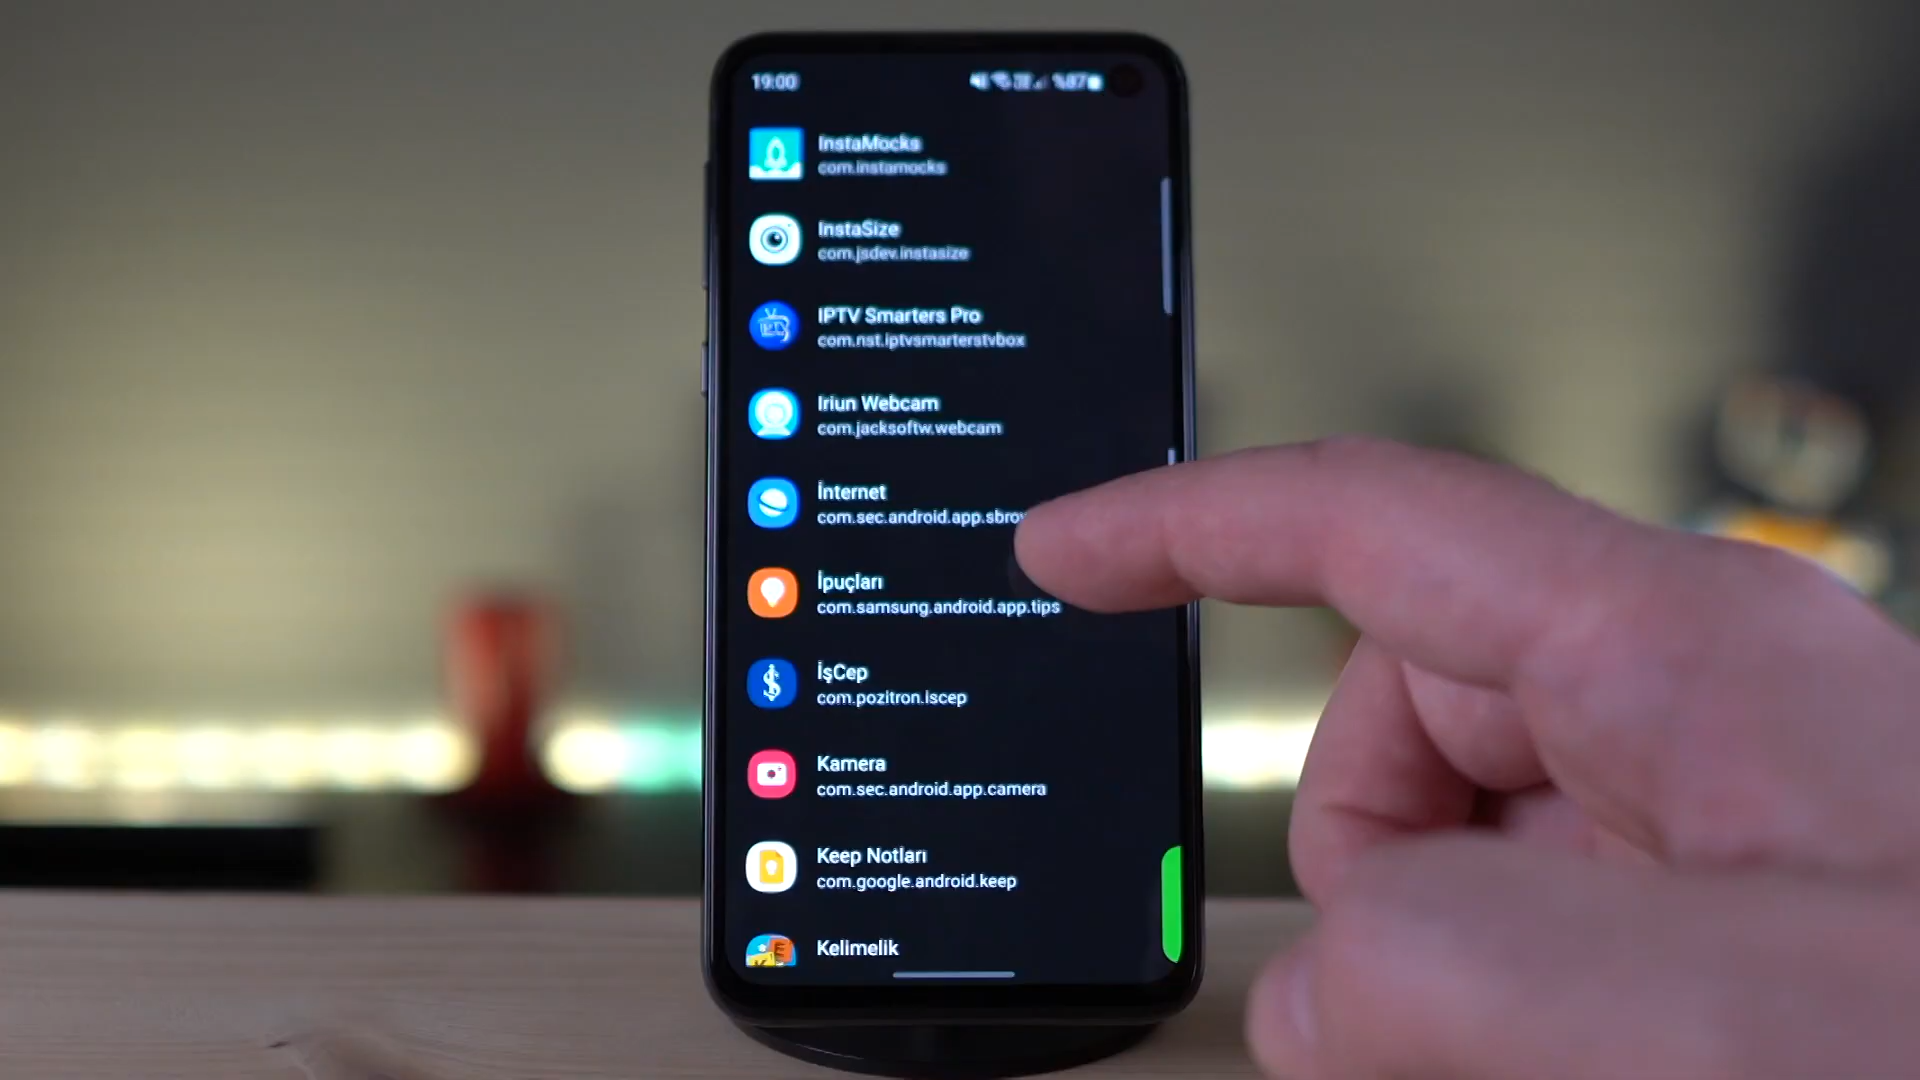 19:00
%87
InstaMocks
com.instamocks
InstaSize
com.jsdev.instasize
IPTV
IPTV Smarters Pro
com.nst.iptvsmarterstvbox
Iriun Webcam
com.jacksoftw.webcam
İnternet
com.sec.android.app.sbro
İpuçları
com.samsung.android.app.tips
İşCep
com.pozitron.iscep
Kamera
com.sec.android.app.camera
Keep Notları
com.google.android.keep
Kelimelik